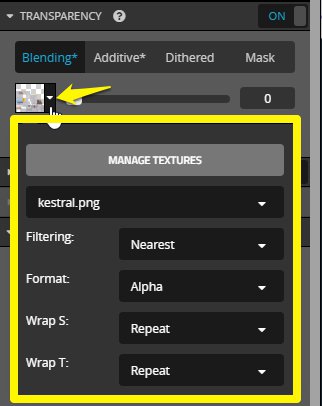 TRANSPARENCY ? ON
Blending* Additive* Dithered Mask
0
MANAGE TEXTURES
kestral.png
Filtering: Nearest
Format: Alpha
Wrap S: Repeat
Wrap T: Repeat